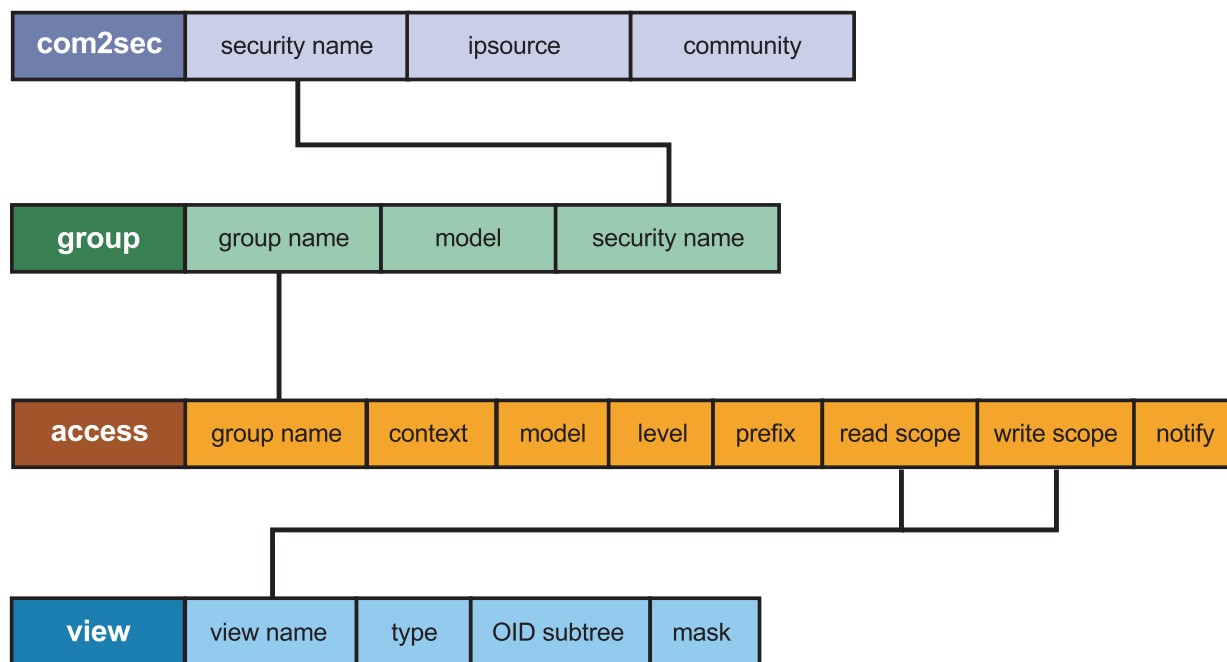 com2sec security name ipsource community
group group name model security name
access group name context model level prefix read scope write scope notify
view view name type OID subtree mask